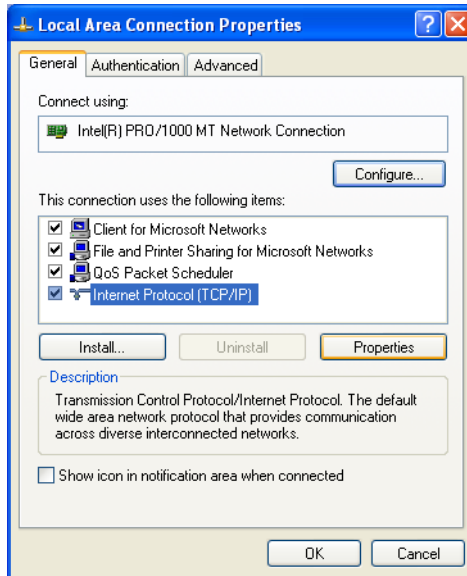 Local Area Connection Properties
General Authentication Advanced
Connect using:
Intel(R) PRO/1000 MT Network Connection
Configure...
This connection uses the following items:
Client for Microsoft Networks
File and Printer Sharing for Microsoft Networks
QoS Packet Scheduler
Internet Protocol (TCP/IP)
Install... Uninstall Properties
Description
Transmission Control Protocol/Internet Protocol. The default
wide area network protocol that provides communication
across diverse interconnected networks.
Show icon in notification area when connected
OK Cancel